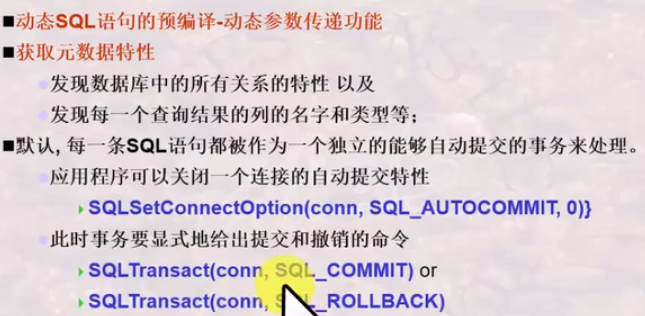 ■动态SQL语句的预编译-动态参数传递功能
■获取元数据特性
发现数据库中的所有关系的特性 以及
发现每一个查询结果的列的名字和类型等;
■默认, 每一条SQL语句都被作为一个独立的能够自动提交的事务来处理。
应用程序可以关闭一个连接的自动提交特性
SQLSetConnectOption(conn, SQL_AUTOCOMMIT, 0)}
此时事务要显式地给出提交和撤销的命令
SQLTransact(conn, SQL_COMMIT) or
SQLTransact(conn, SQL_ROLLBACK)